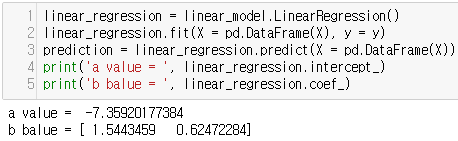 1 linear_regression = linear_model.LinearRegression()
2 linear_regression.fit(X = pd.DataFrame(X), y = y)
3 prediction = linear_regression.predict(X = pd.DataFrame(X))
4 print('a value = ', linear_regression.intercept_)
5 print('b balue = ', linear_regression.coef_)
a value =  -7.35920177384
b balue = [ 1.5443459   0.62472284]